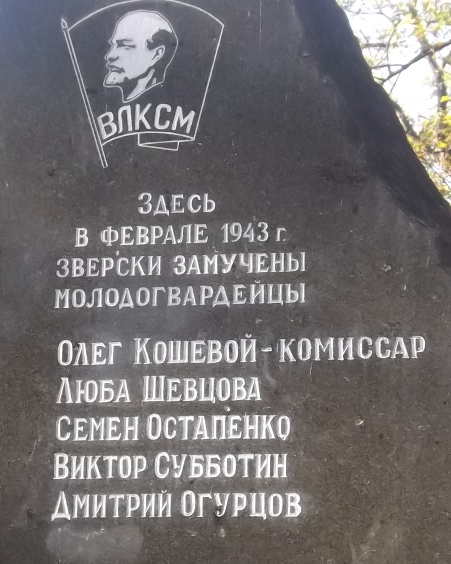 ВЛКСМ
ЗДЕСЬ
В ФЕВРАЛЕ 1943 г.
ЗВЕРСКИ ЗАМУЧЕНЫ
МОЛОДОГВАРДЕЙЦЫ
ОЛЕГ КОШЕВОЙ-КОМИССАР
ЛЮБА ШЕВЦОВА
СЕМЕН ОСТАПЕНКО
ВИКТОР СУББОТИН
ДМИТРИЙ ОГУРЦОВ